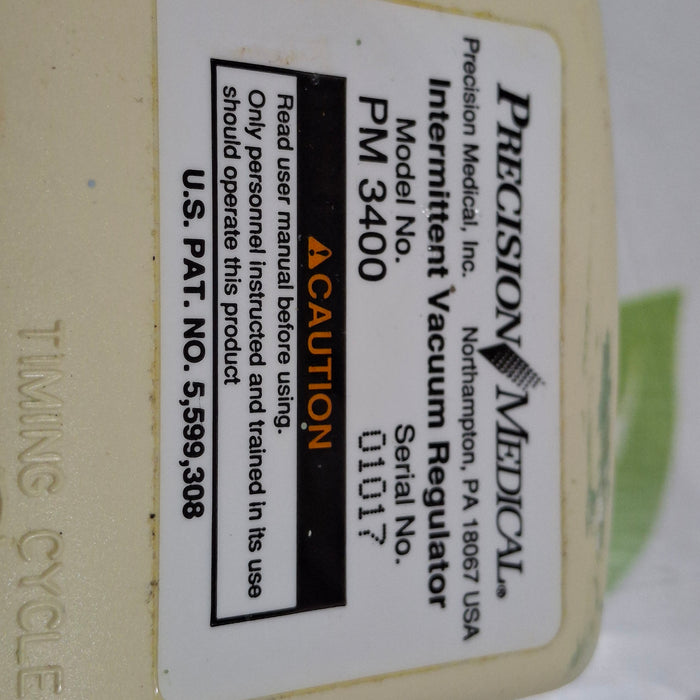 PRECISION MEDICAL®
Precision Medical, Inc. Northampton, PA 18067 USA
Intermittent Vacuum Regulator
Model No. Serial No.
PM 3400 01017
⚠CAUTION
Read user manual before using.
Only personnel instructed and trained in its use
should operate this product
U.S. PAT. NO. 5,599,308
TIMING CYCLE